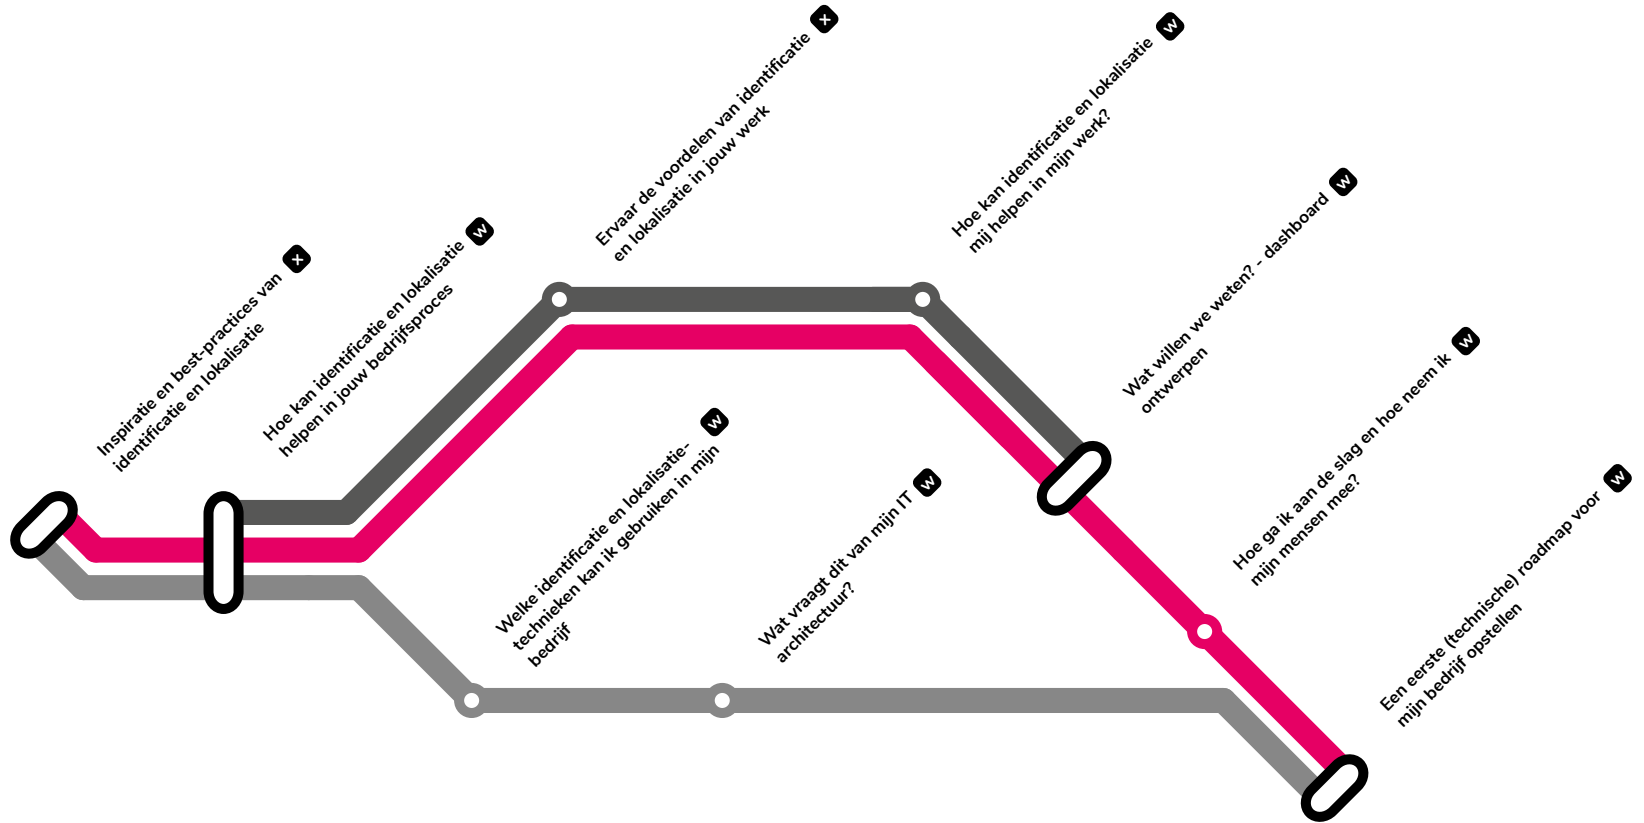 Inspiratie en best-practices van
identificatie en lokalisatie
+
Hoe kan identificatie en lokalisatie
helpen in jouw bedrijfsproces
W
Ervaar de voordelen van identificatie
en lokalisatie in jouw werk
+
Hoe kan identificatie en lokalisatie
mij helpen in mijn werk?
W
Wat willen we weten? - dashboard
ontwerpen
W
Welke identificatie en lokalisatie-
technieken kan ik gebruiken in mijn
bedrijf
W
Wat vraagt dit van mijn IT
architectuur?
W
Hoe ga ik aan de slag en hoe neem ik
mijn mensen mee?
W
Een eerste (technische) roadmap voor
mijn bedrijf opstellen
W